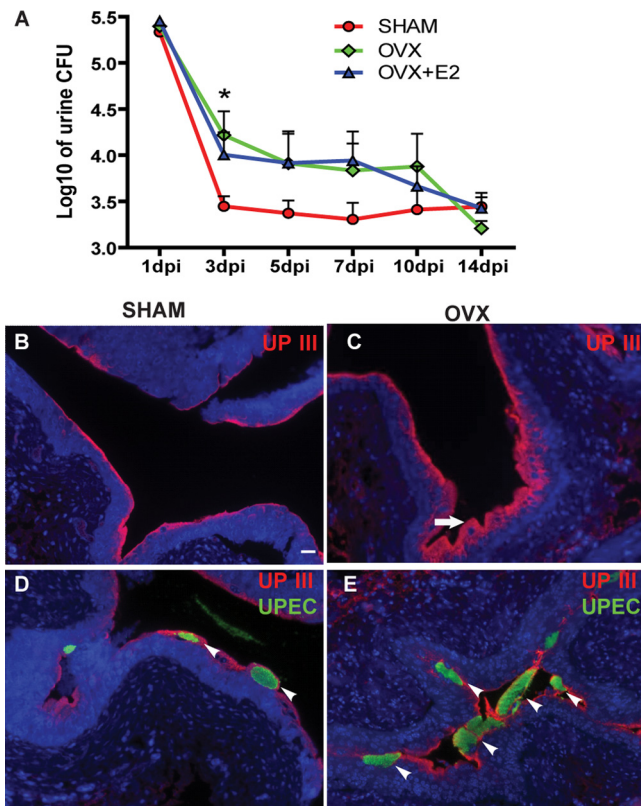 A
Log10 of urine CFU
5.5
5.0
4.5
4.0
3.5
3.0
*
SHAM
OVX
OVX+E2
1dpi 3dpi 5dpi 7dpi 10dpi 14dpi
SHAM OVX
B UP III
C UP III
D UP III
UPEC
E UP III
UPEC